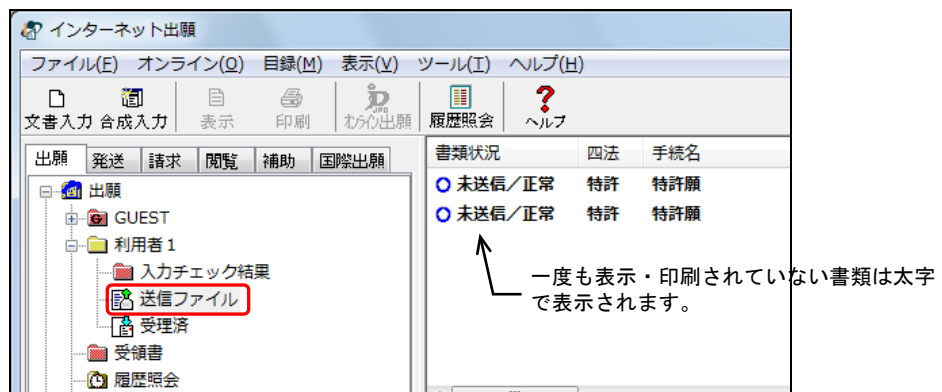 インターネット出願
ファイル(F) オンライン(O) 目録(M) 表示(V) ツール(T) ヘルプ(H)
文書入力 合成入力 表示 印刷 オンライン出願 履歴照会 ヘルプ
出願 発送 請求 閲覧 補助 国際出願
書類状況 四法 手続名
出願
未送信/正常 特許 特許願
GUEST
未送信/正常 特許 特許願
利用者1
入力チェック結果
送信ファイル
受理済
受領書
履歴照会
一度も表示・印刷されていない書類は太字
で表示されます。